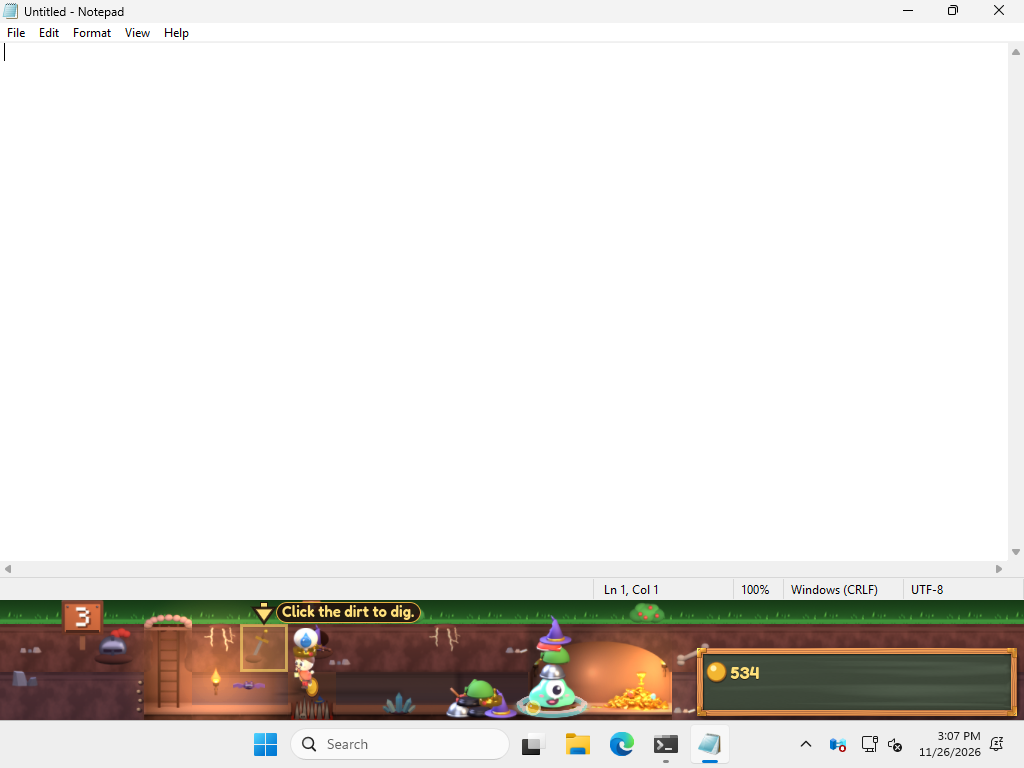 Untitled - Notepad
File Edit Format View Help
Ln 1, Col 1 100% Windows (CRLF) UTF-8
3
Click the dirt to dig.
534
Search
3:07 PM
11/26/2026